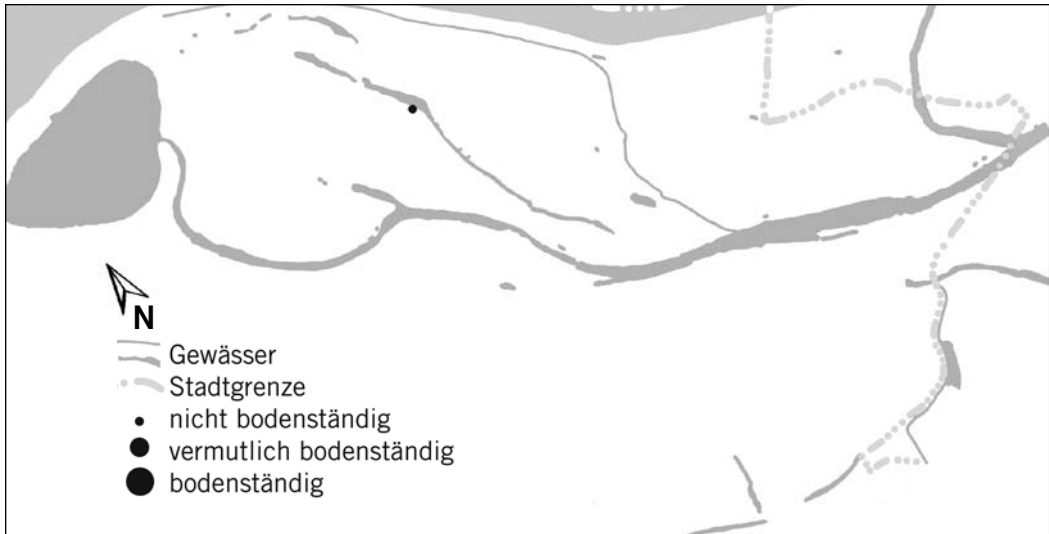 N
Gewässer
Stadtgrenze
nicht bodenständig
vermutlich bodenständig
bodenständig